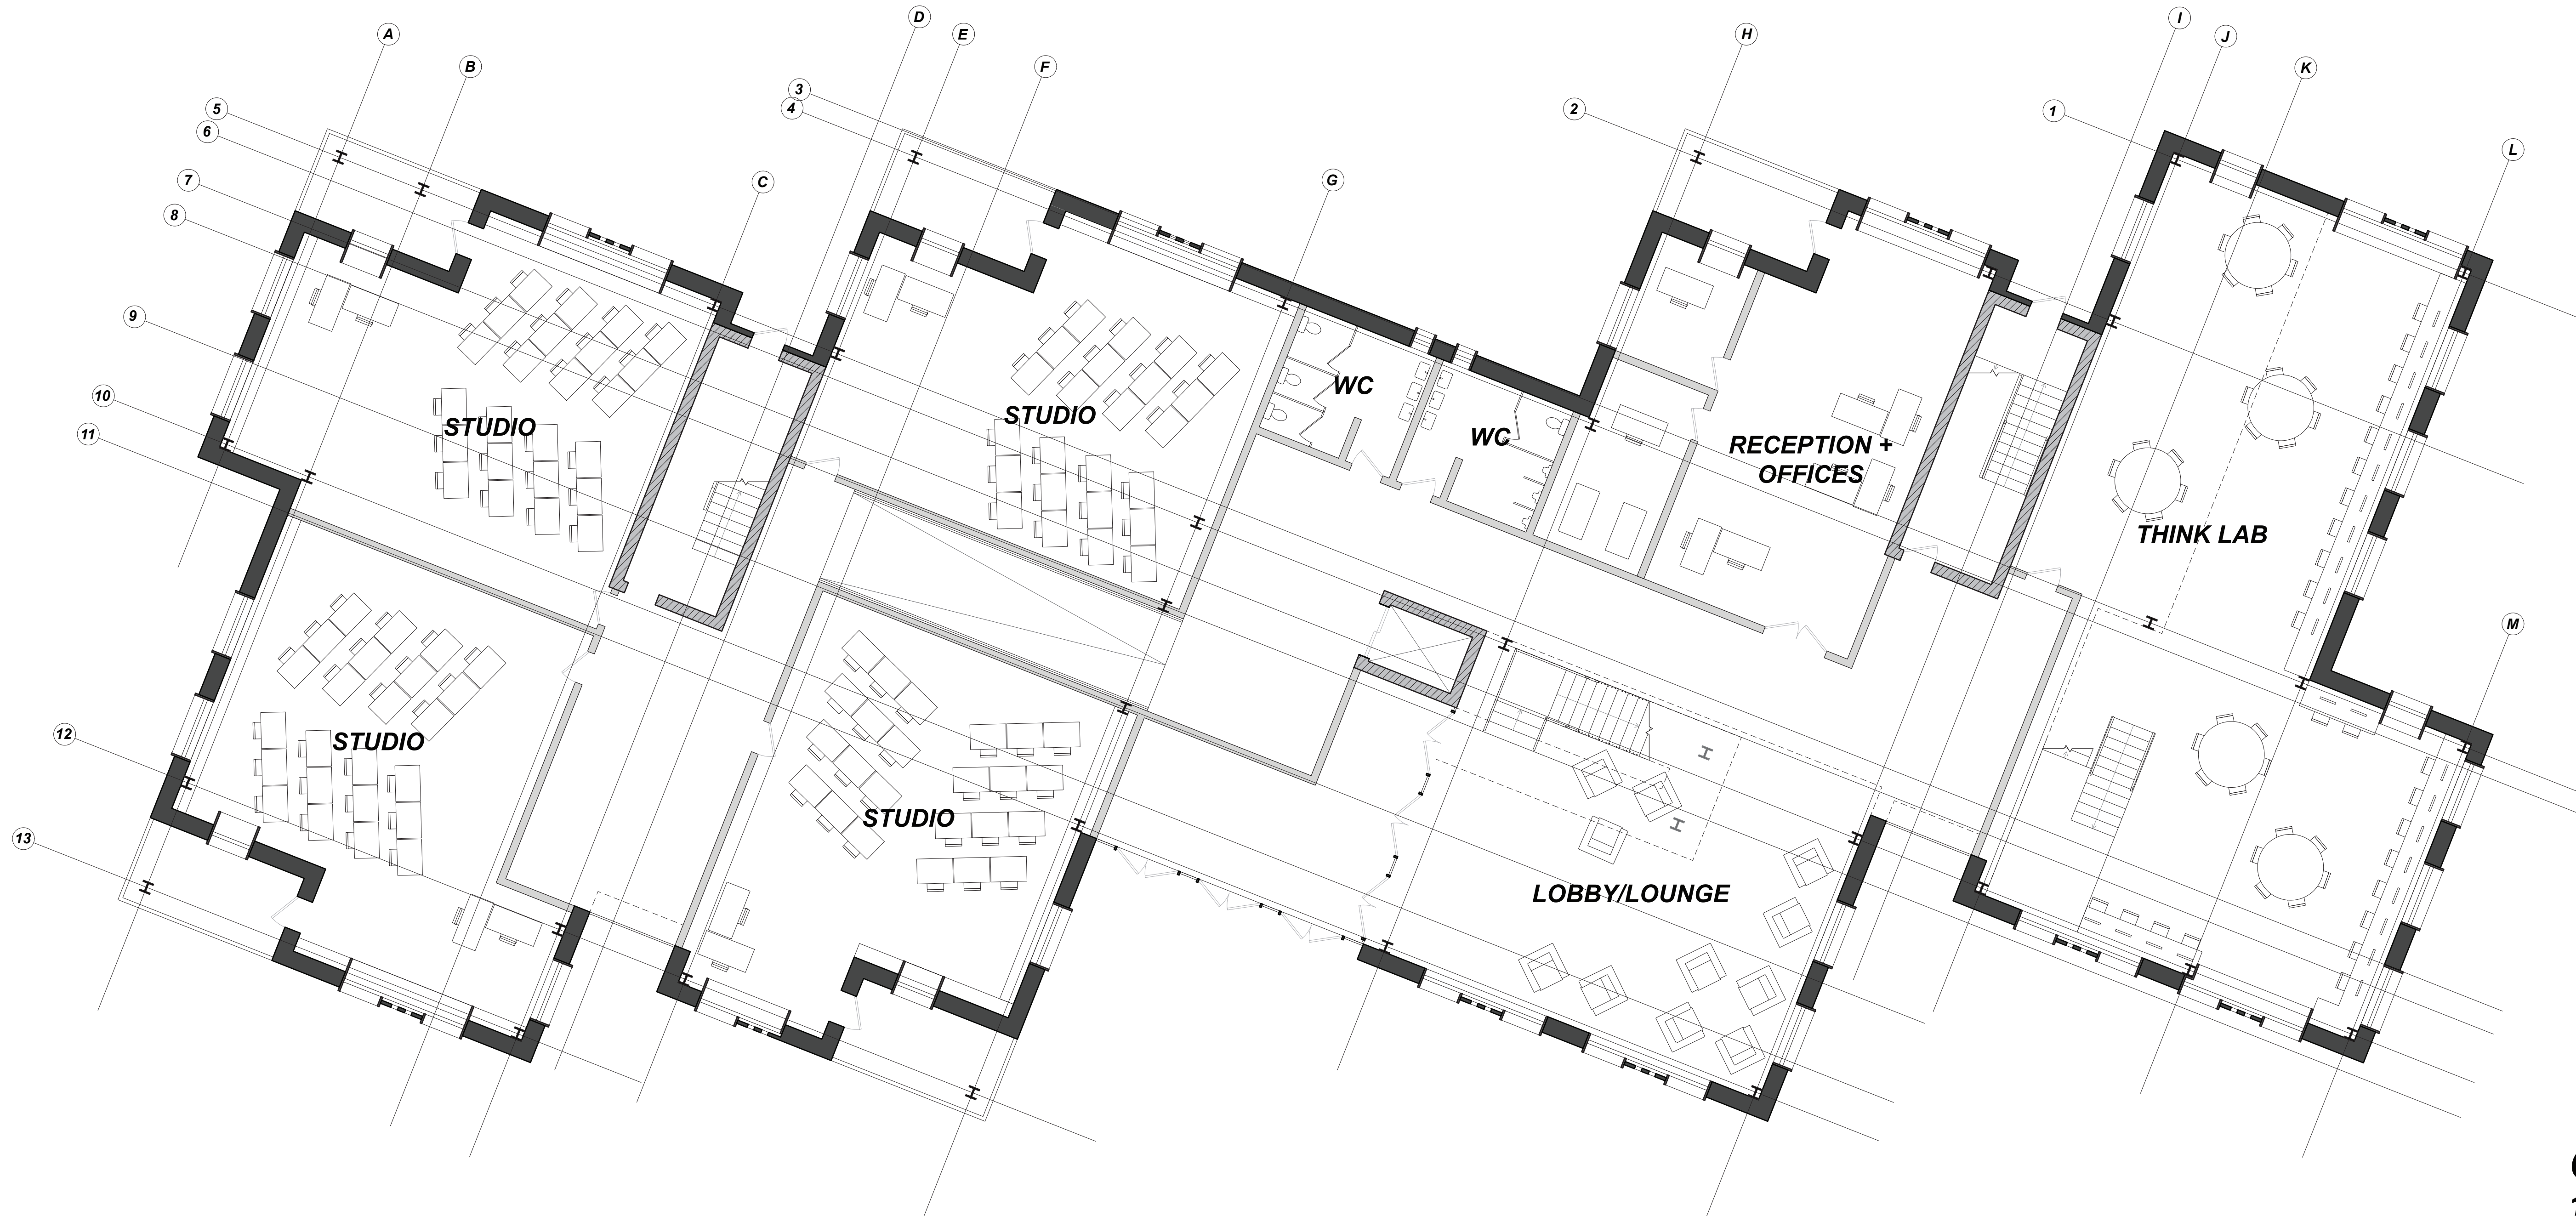 A
B
D
E
F
H
I
J
K
L
5
6
3
4
2
1
7
8
C
G
9
10
11
12
13
M
WC
STUDIO
STUDIO
WC
RECEPTION +
OFFICES
THINK LAB
STUDIO
STUDIO
LOBBY/LOUNGE